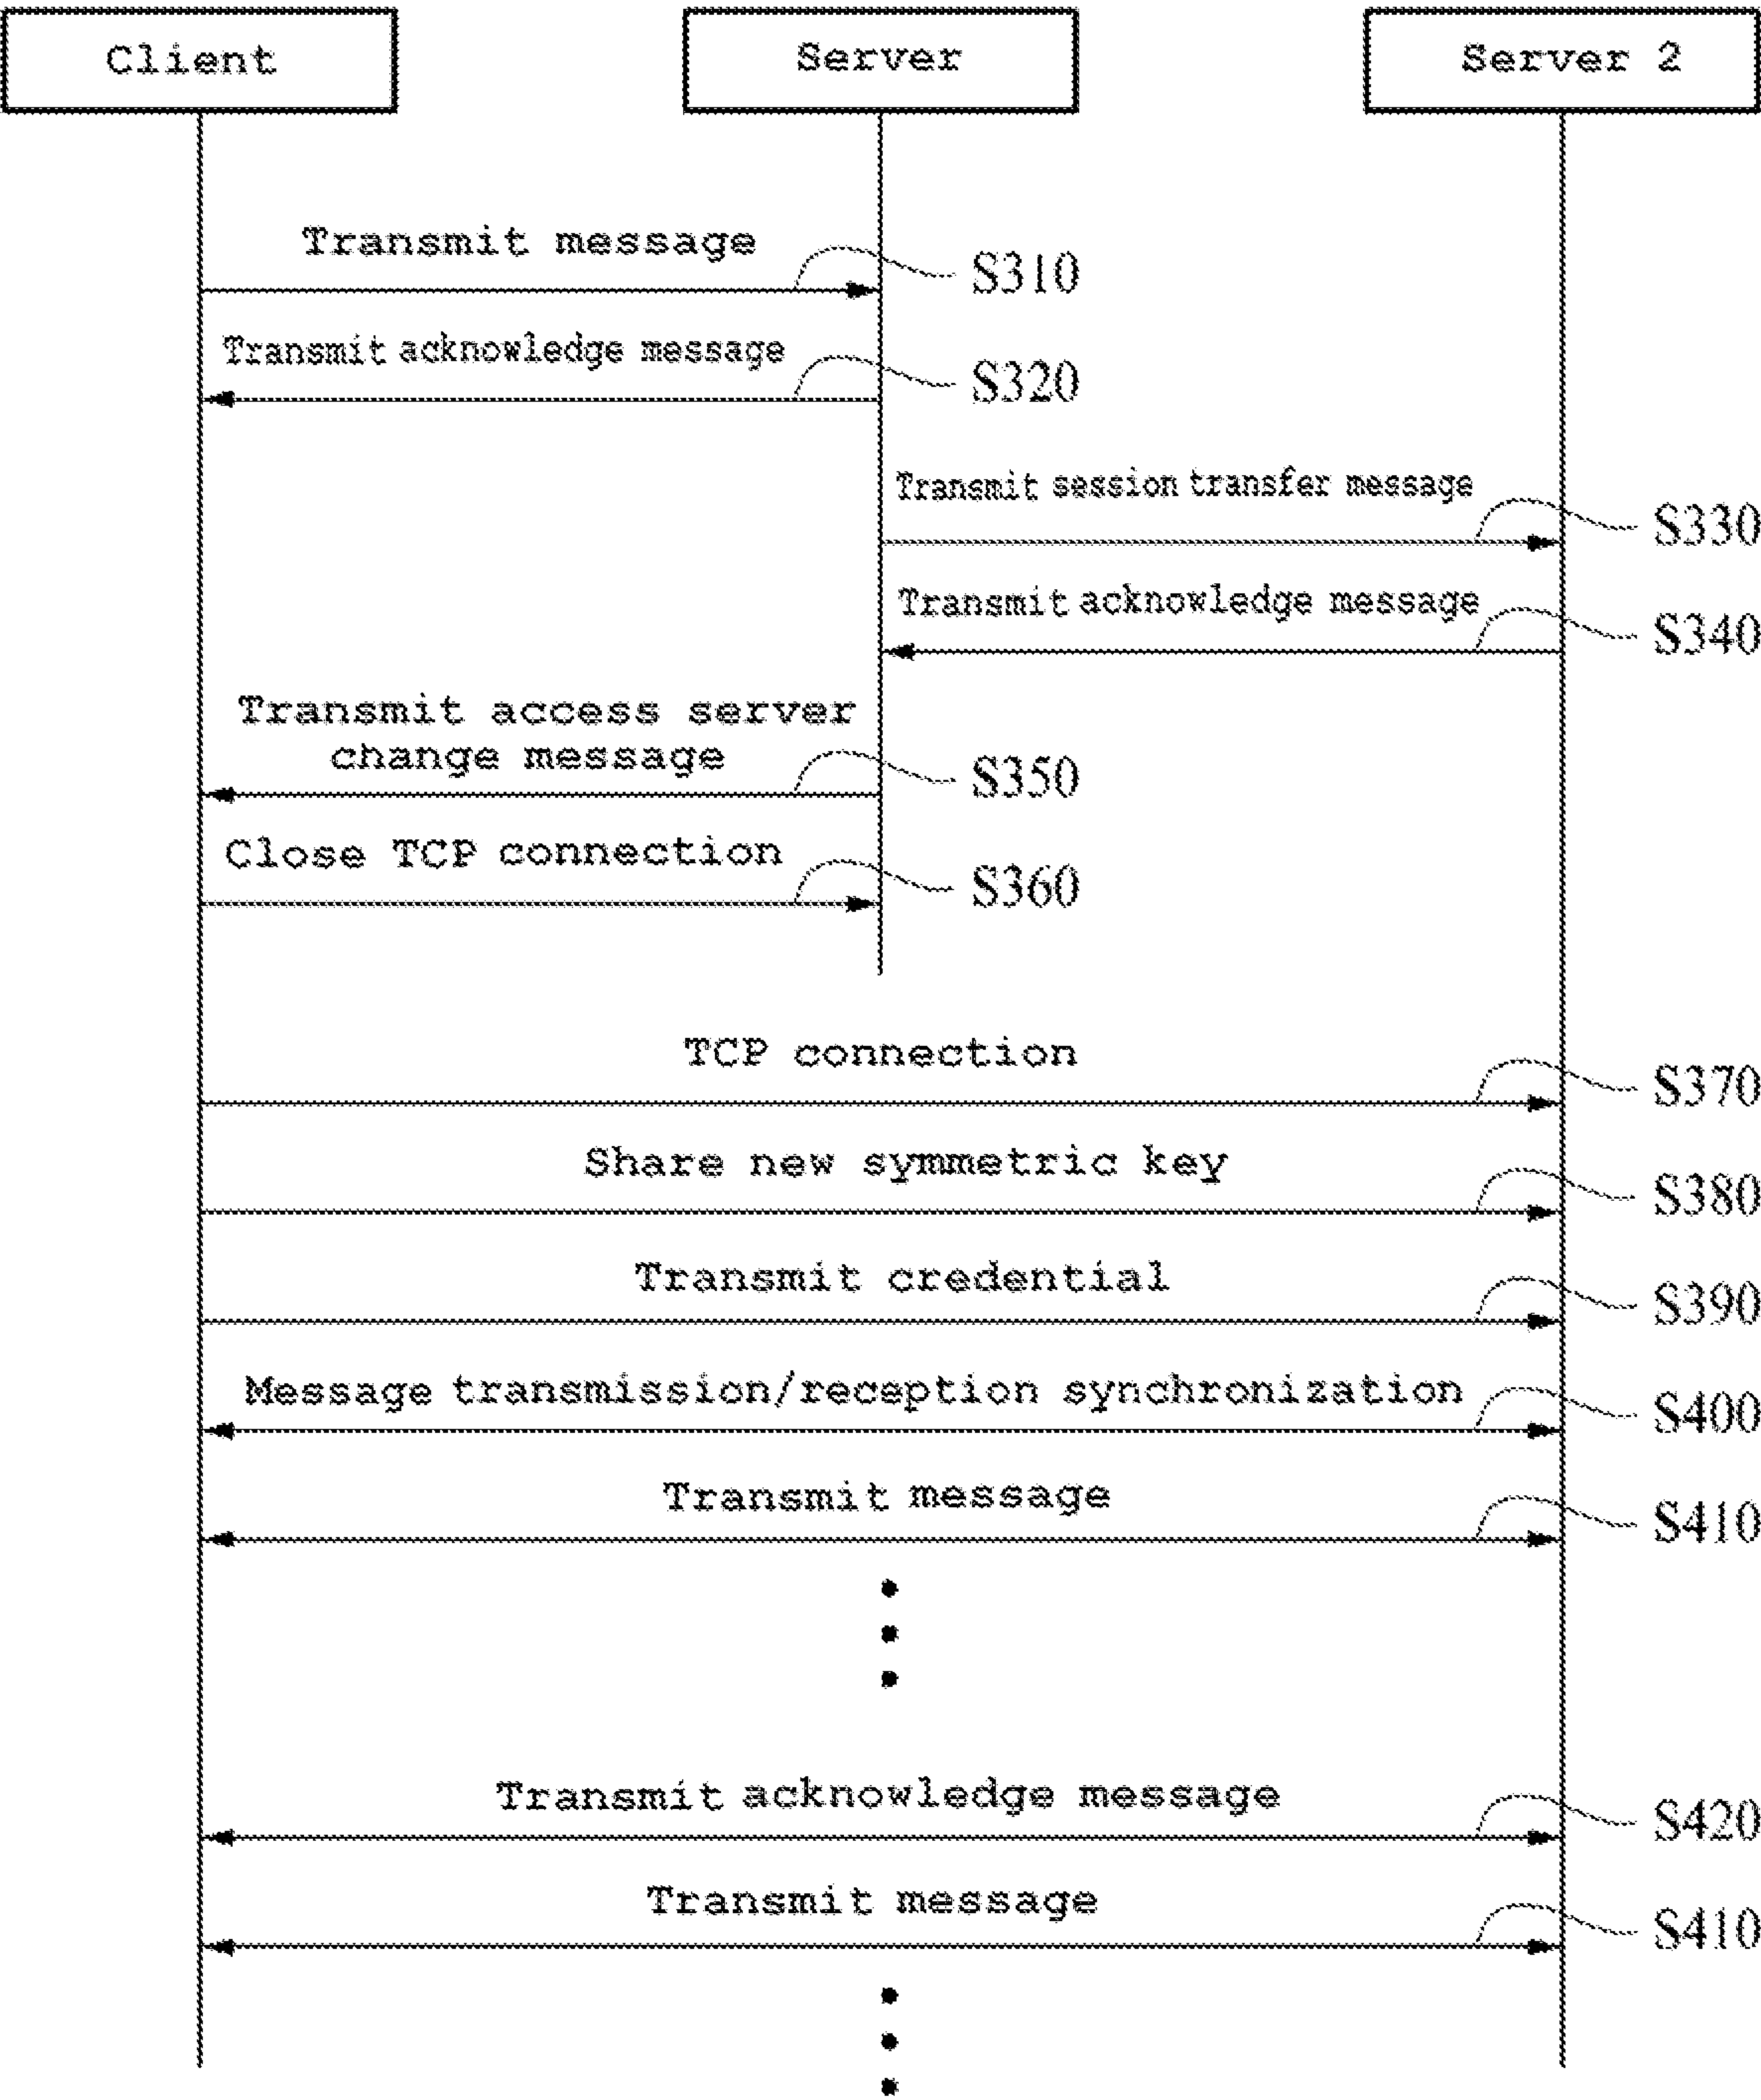 Client
Server
Server 2
Transmit message
S310
Transmit acknowledge message
S320
Transmit session transfer message
S330
Transmit acknowledge message
S340
Transmit access server
change message
S350
Close TCP connection
S360
TCP connection
S370
Share new symmetric key
S380
Transmit credential
S390
Message transmission/reception synchronization
S400
Transmit message
S410
Transmit acknowledge message
S420
Transmit message
S410